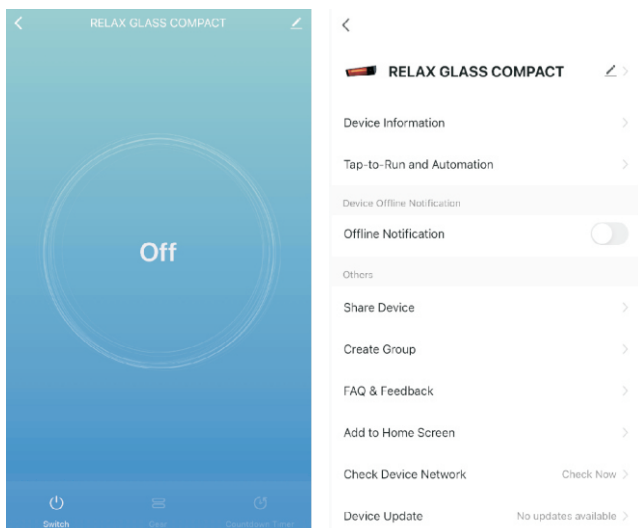 RELAX GLASS COMPACT
Off
Switch
Gear
Countdown Timer
RELAX GLASS COMPACT
Device Information
Tap-to-Run and Automation
Device Offline Notification
Offline Notification
Others
Share Device
Create Group
FAQ & Feedback
Add to Home Screen
Check Device Network Check Now
Device Update No updates available